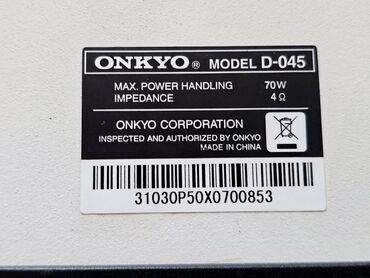 ONKYO® MODEL D-045
MAX. POWER HANDLING 70W
IMPEDANCE 4 Ω
ONKYO CORPORATION
INSPECTED AND AUTHORIZED BY ONKYO
MADE IN CHINA
31030P50X0700853